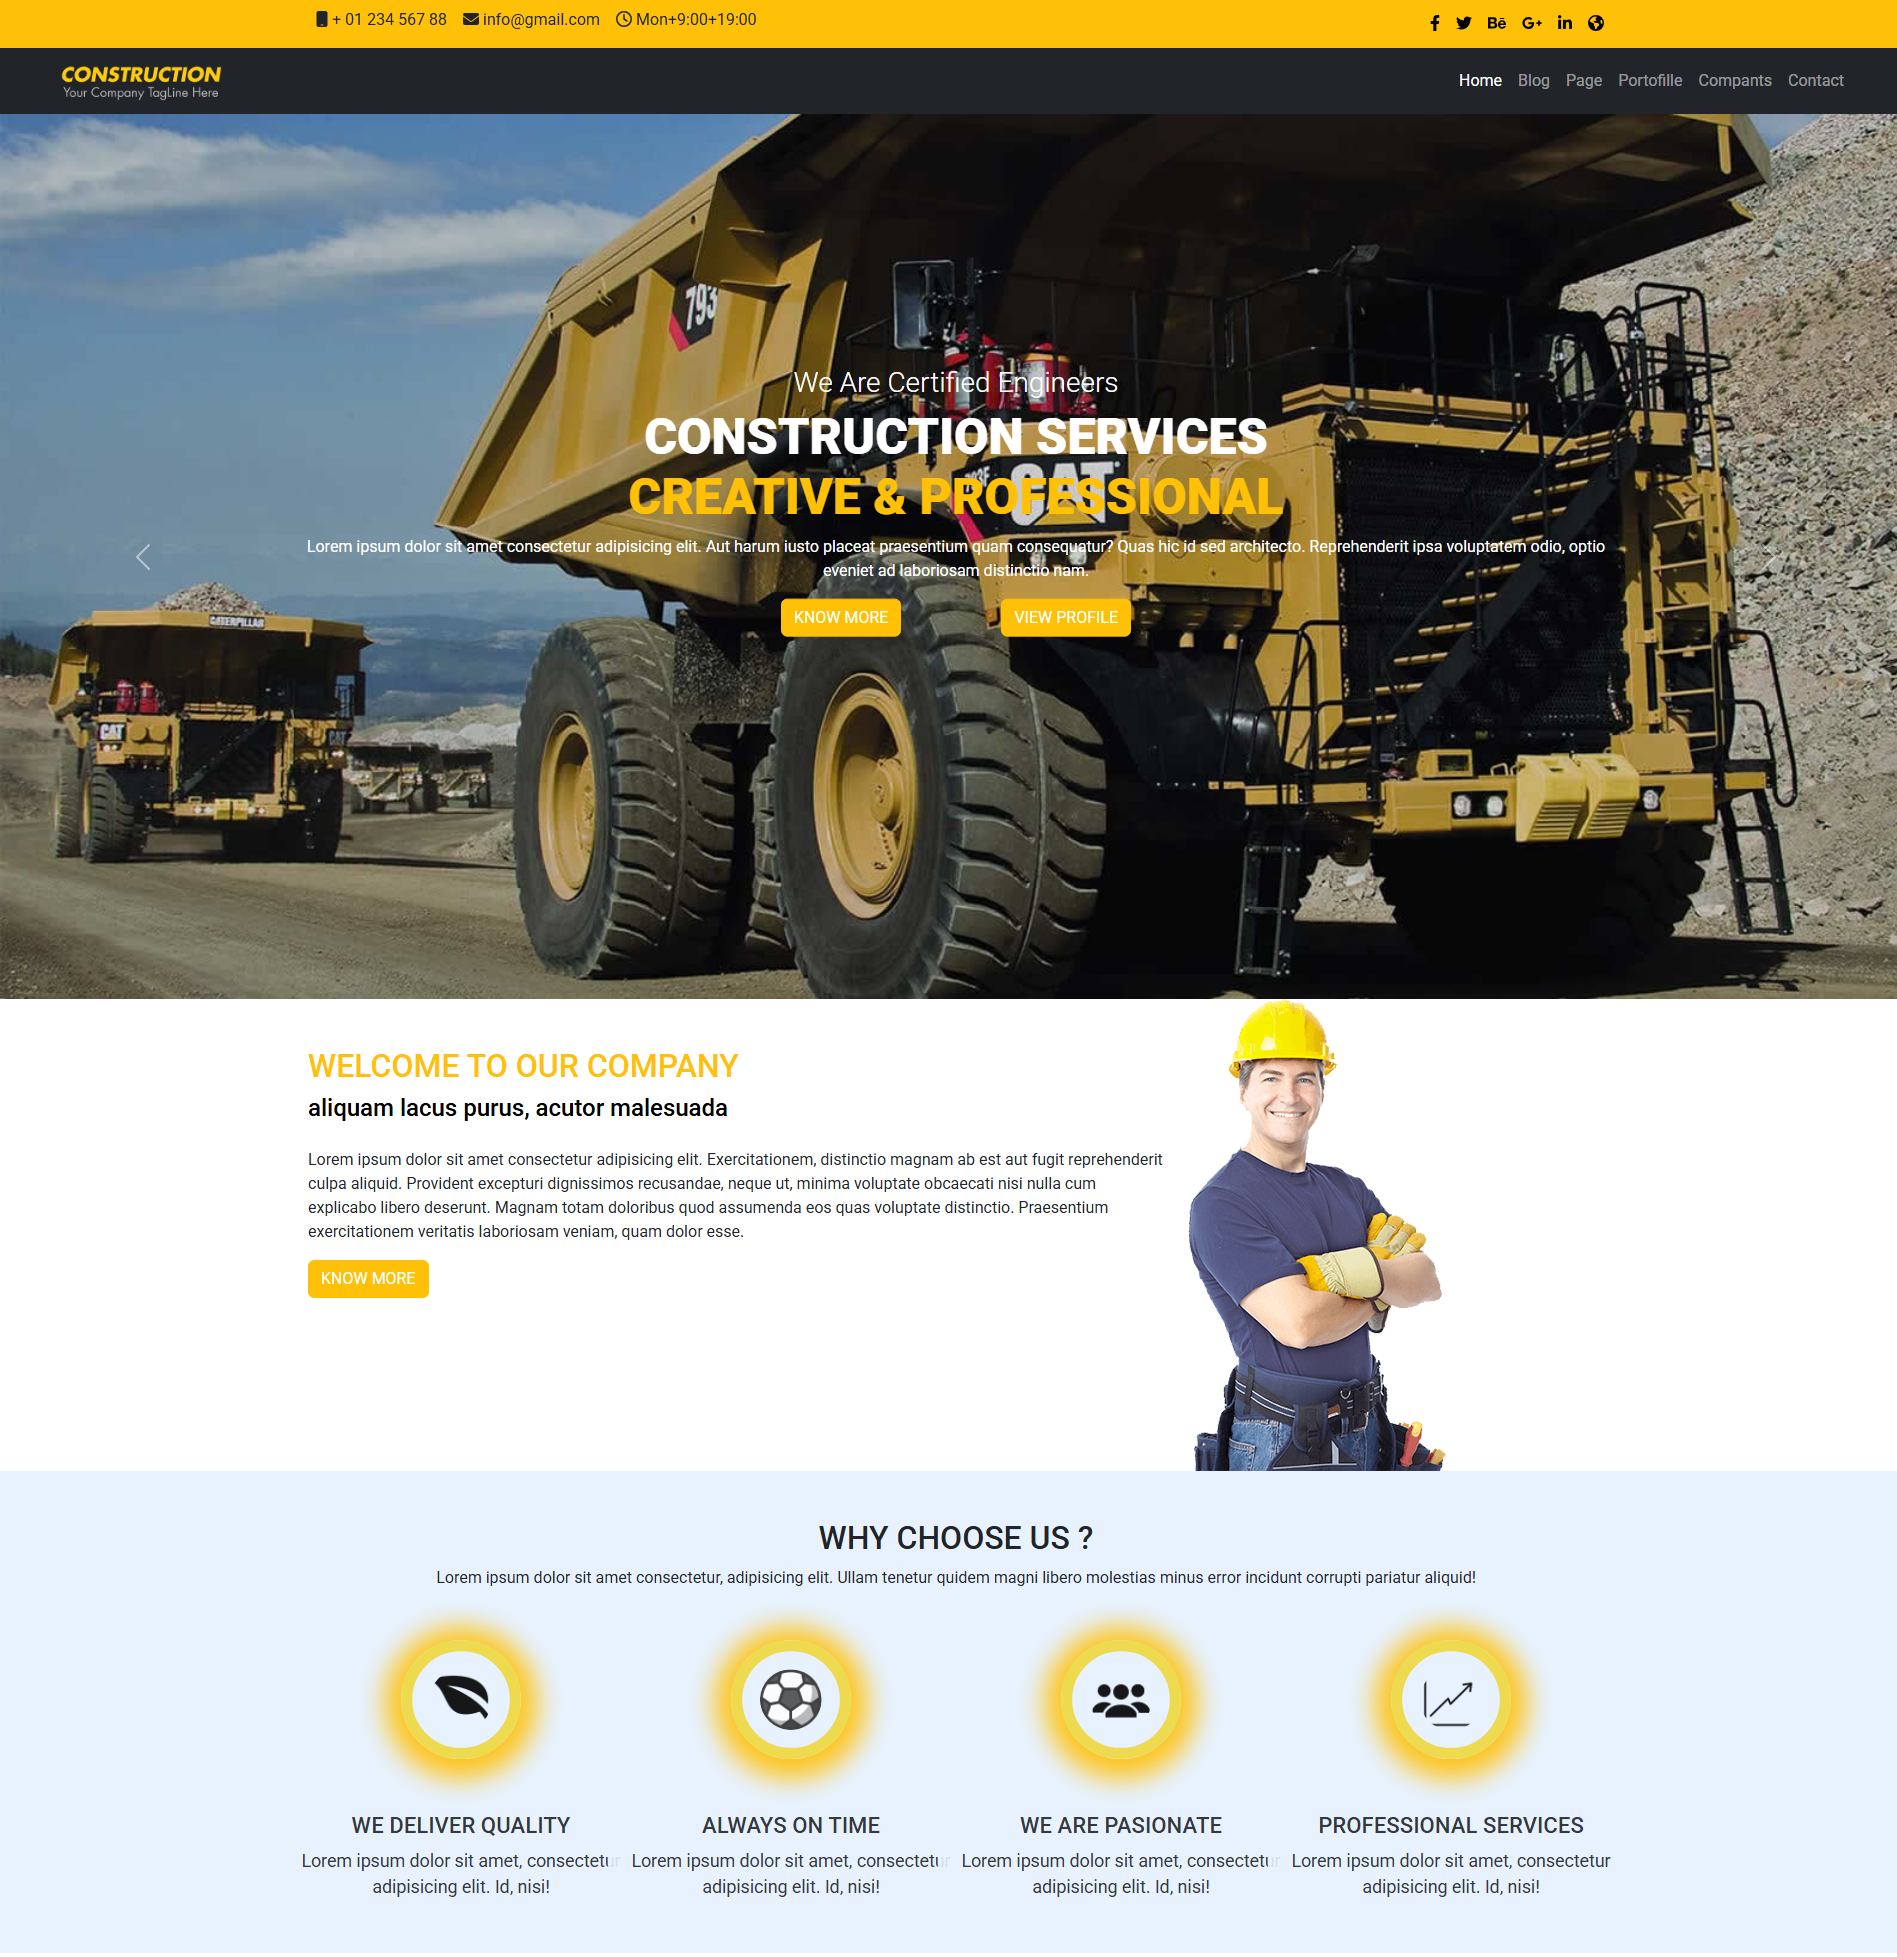 + 01 234 567 88 info@gmail.com Mon+9:00+19:00
CONSTRUCTION
Your Company TagLine Here
Home Blog Page Portofille Compants Contact
793
We Are Certified Engineers
CONSTRUCTION SERVICES
793F
CAT
CREATIVE & PROFESSIONAL
Lorem ipsum dolor sit amet consectetur adipisicing elit. Aut harum iusto placeat praesentium quam consequatur? Quas hic id sed architecto. Reprehenderit ipsa voluptatem odio, optio
eveniet ad laboriosam distinctio nam.
KNOW MORE VIEW PROFILE
CATERPILLAR
CAT
CAT
WELCOME TO OUR COMPANY
aliquam lacus purus, acutor malesuada
Lorem ipsum dolor sit amet consectetur adipisicing elit. Exercitationem, distinctio magnam ab est aut fugit reprehenderit
culpa aliquid. Provident excepturi dignissimos recusandae, neque ut, minima voluptate obcaecati nisi nulla cum
explicabo libero deserunt. Magnam totam doloribus quod assumenda eos quas voluptate distinctio. Praesentium
exercitationem veritatis laboriosam veniam, quam dolor esse.
KNOW MORE
WHY CHOOSE US ?
Lorem ipsum dolor sit amet consectetur, adipisicing elit. Ullam tenetur quidem magni libero molestias minus error incidunt corrupti pariatur aliquid!
WE DELIVER QUALITY
Lorem ipsum dolor sit amet, consectetur
adipisicing elit. Id, nisi!
ALWAYS ON TIME
Lorem ipsum dolor sit amet, consectetur
adipisicing elit. Id, nisi!
WE ARE PASIONATE
Lorem ipsum dolor sit amet, consectetur
adipisicing elit. Id, nisi!
PROFESSIONAL SERVICES
Lorem ipsum dolor sit amet, consectetur
adipisicing elit. Id, nisi!